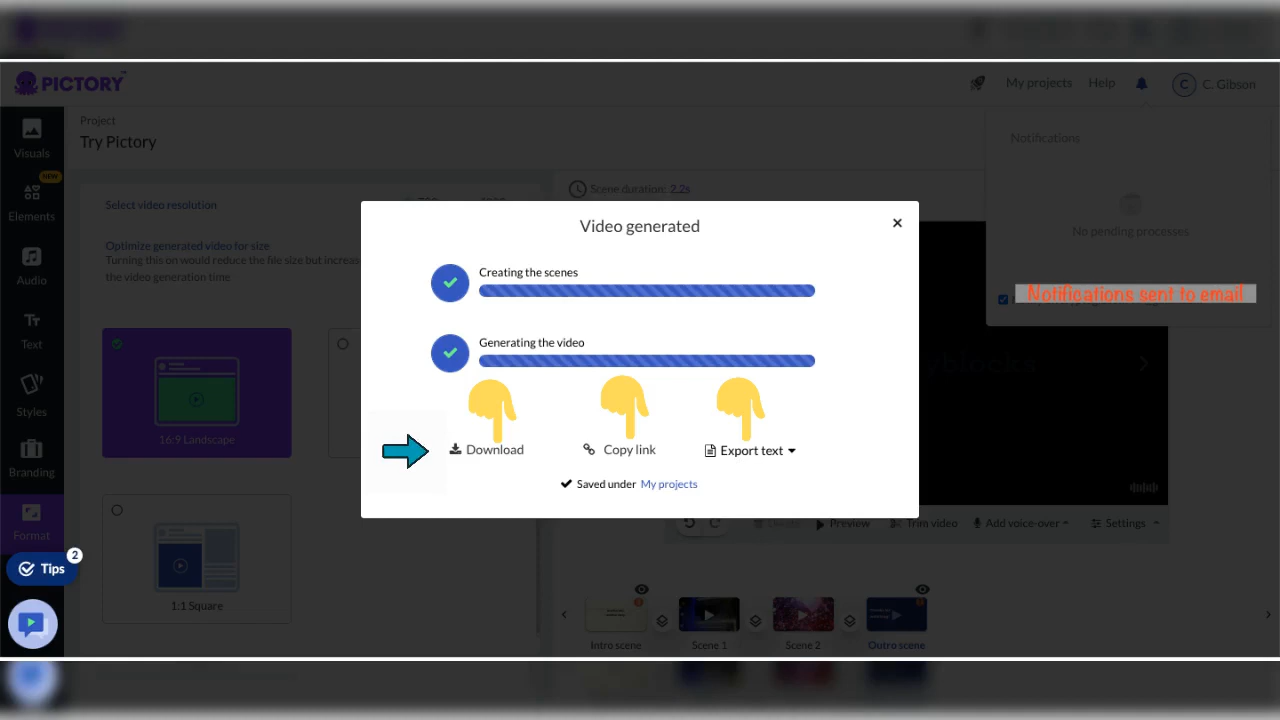 PICTORY
My projects
Help
C
C. Gibson
Visuals
NEW
Elements
Audio
Text
Styles
Branding
Format
Tips
2
Project
Try Pictory
Select video resolution
Optimize generated video for size
Turning this on would reduce the file size but increas
the video generation time
16:9 Landscape
1:1 Square
Scene duration: 2.2s
Notifications
No pending processes
Notifications sent to email
Video generated
Creating the scenes
Generating the video
Download
Copy link
Export text
Saved under My projects
yblocks
Preview
Trim video
Add voice-over
Settings
Intro scene
Scene 1
Scene 2
Outro scene